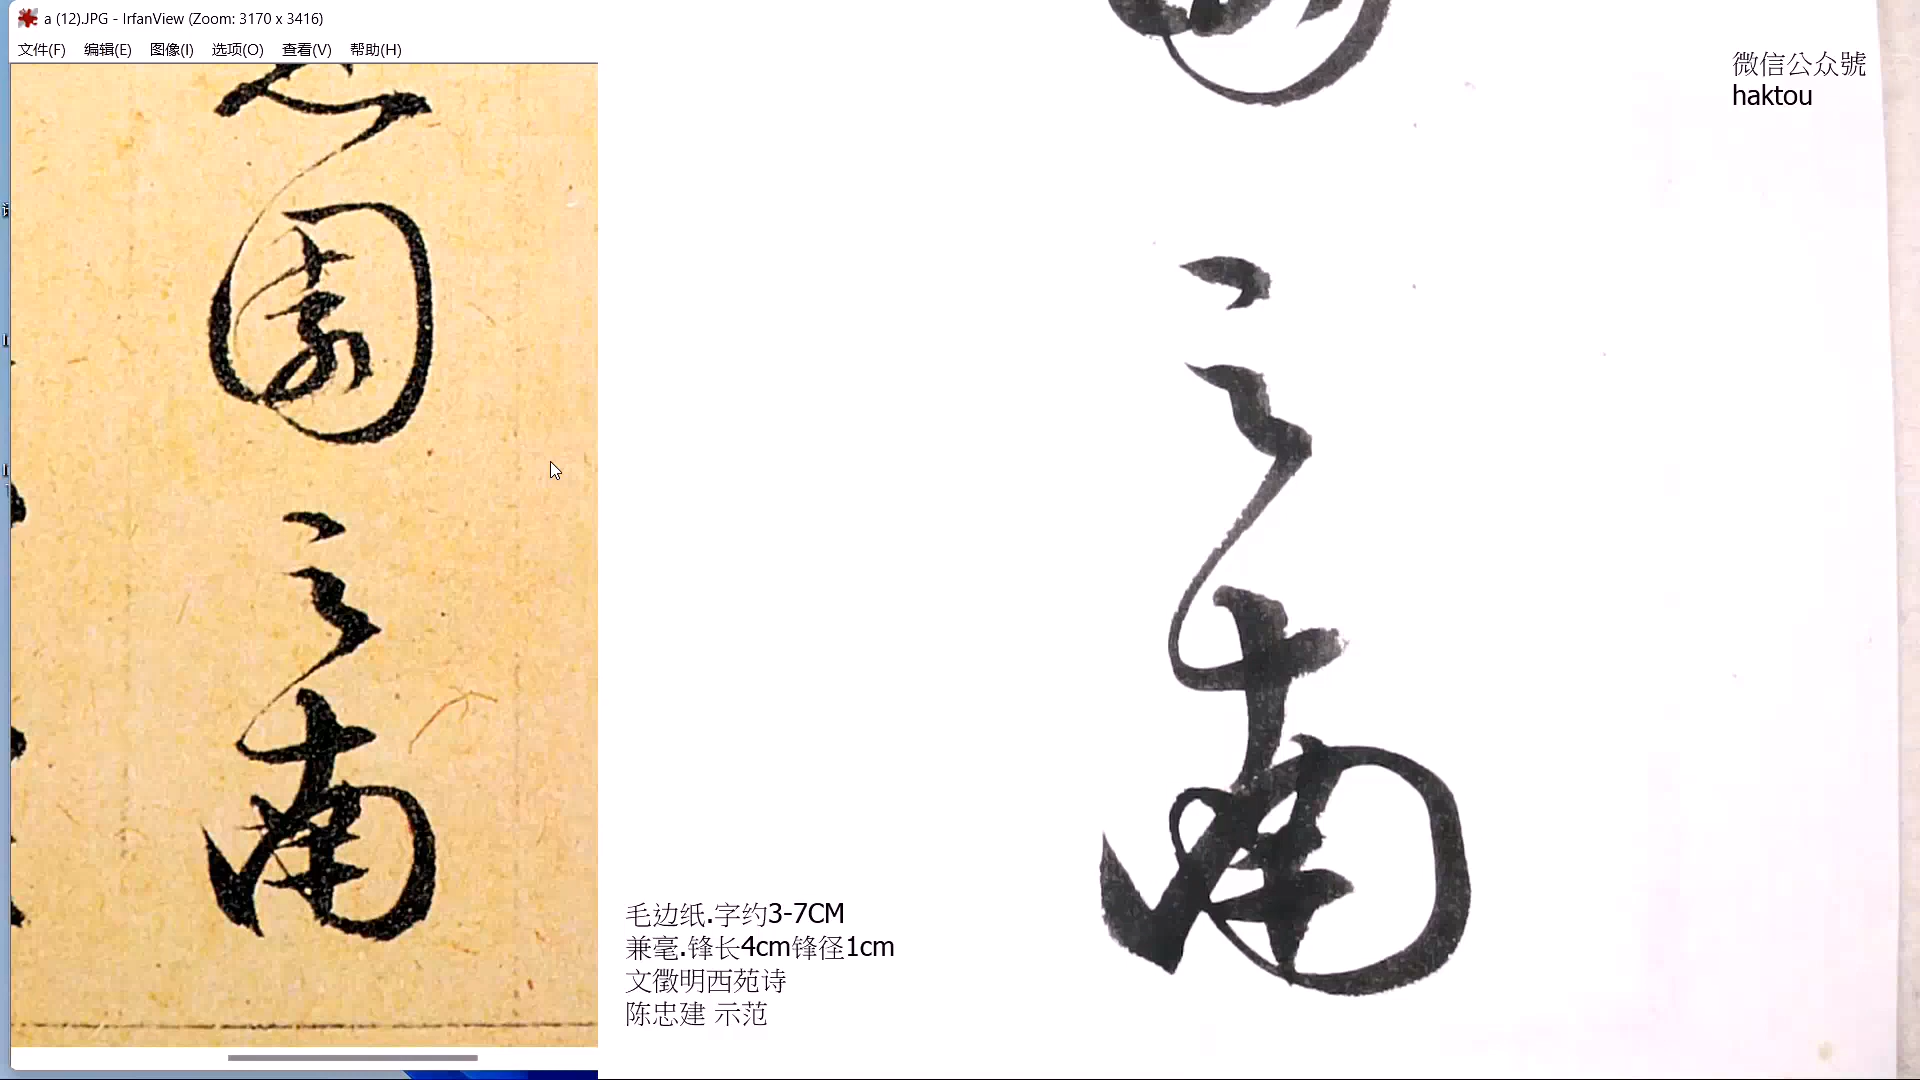 a (12).JPG - IrfanView (Zoom: 3170 x 3416)
文件(F) 编辑(E) 图像(I) 选项(O) 查看(V) 帮助(H)
園
之
南
之
南
微信公众號
haktou
毛边纸.字约3-7CM
兼毫.锋长4cm锋径1cm
文徵明西苑诗
陈忠建 示范